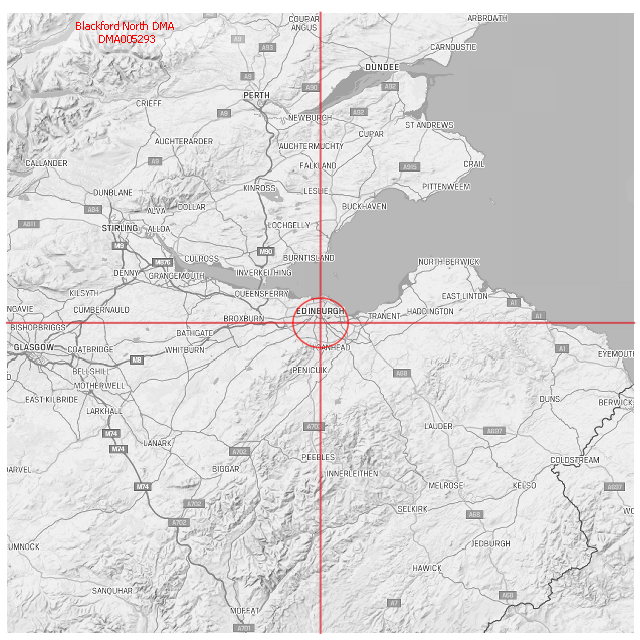 COUPAR ANGUS
ARBROATH
Blackford North DMA
DMA005293
A9
A93
CARNOUSTIE
DUNDEE
A9
A90
A92
PERTH
CRIEFF
A9
A92
NEWBURGH
ST ANDREWS
CUPAR
AUCHTERARDER
AUCHTERMUCHTY
CALLANDER
A9
FALKLAND
A915
CRAIL
DUNBLANE
KINROSS
LESLIE
PITTENWEEM
A84
ALVA
DOLLAR
BUCKHAVEN
A811
STIRLING
ALLOA
LOCHGELLY
M9
M90
CULROSS
BURNTISLAND
M876
NORTH BERWICK
DENNY
GRANGEMOUTH
INVERKEITHING
KILSYTH
QUEENSFERRY
EAST LINTON
A1
NGAVIE
CUMBERNAULD
EDINBURGH
HADDINGTON
TRANENT
A1
BISHOPBRIGGS
BROXBURN
BATHGATE
GLASGOW
COATBRIDGE
WHITBURN
OANHEAD
A1
EYEMOUTH
M8
BELLSHILL
PENICUIK
A68
MOTHERWELL
EAST KILBRIDE
DUNS
BERWICK
LARKHALL
A703
LAUDER
A697
M74
LANARK
M74
A702
PEEBLES
COLDSTREAM
DARVEL
BIGGAR
INNERLEITHEN
M74
MELROSE
KELSO
A697
A702
SELKIRK
A68
WO
A702
UMNOCK
JEDBURGH
HAWICK
SANQUHAR
A68
A7
MOFFAT
A701